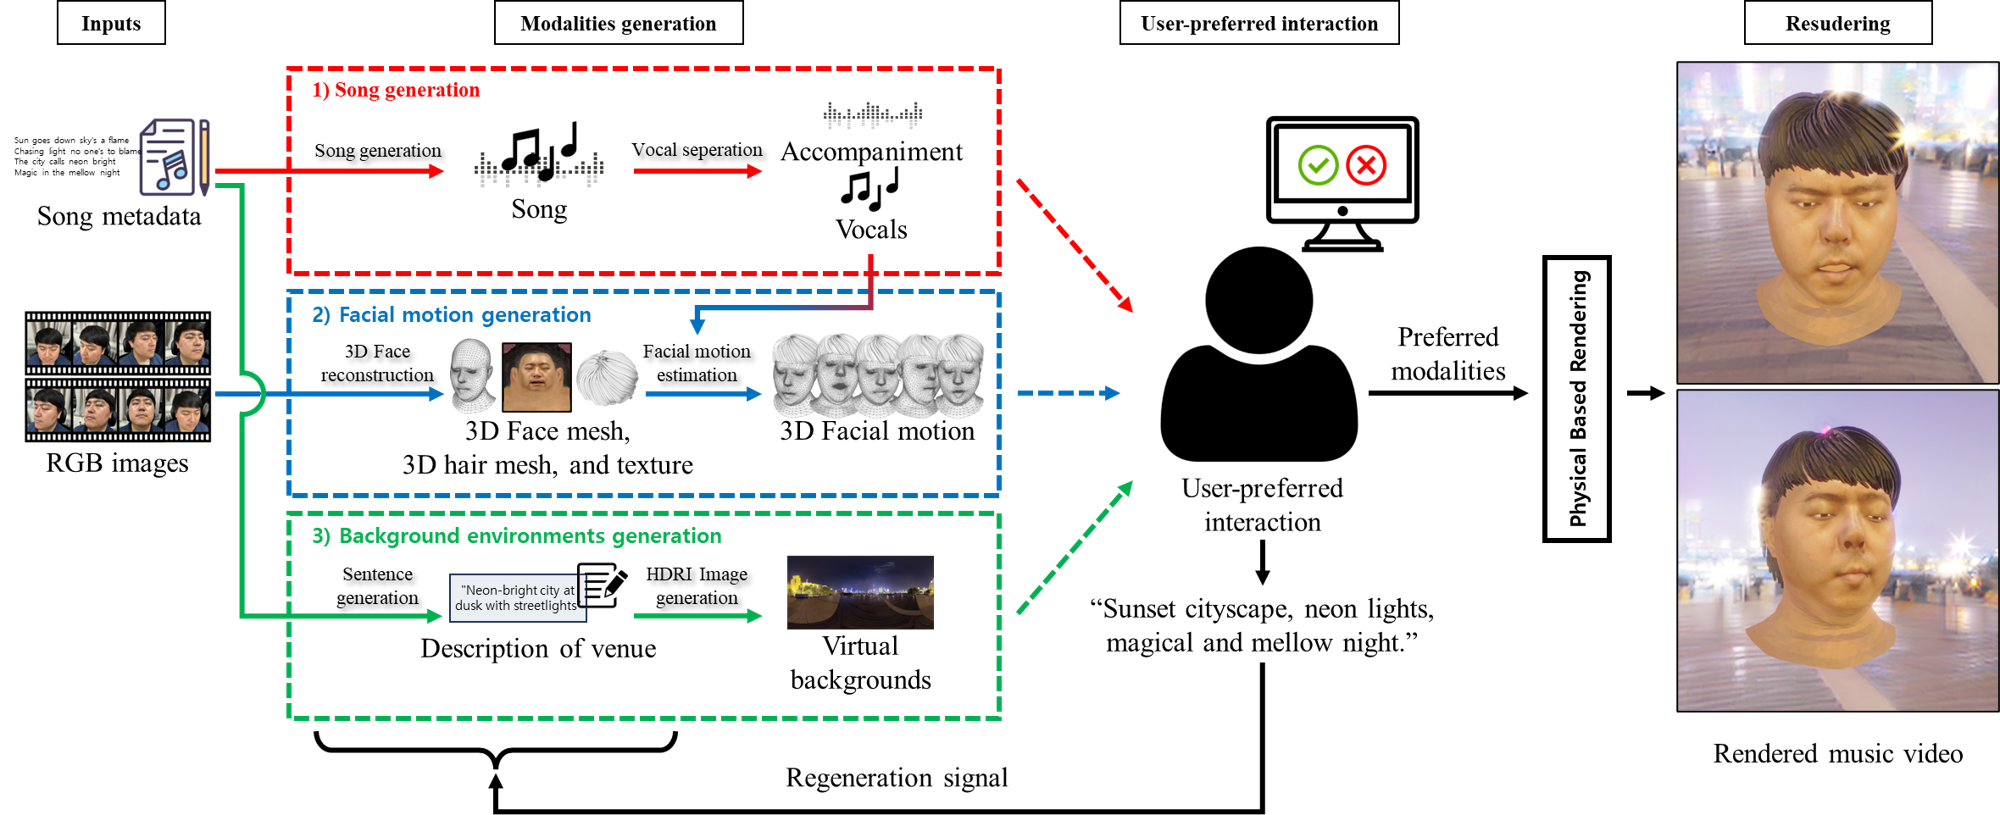 Inputs
Modalities generation
User-preferred interaction
Resudering
Sun goes down sky's a flame
Chasing light no one's to blame
The city calls neon bright
Magic in the mellow night
Song metadata
RGB images
1) Song generation
Song generation
Song
Vocal seperation
Accompaniment
Vocals
2) Facial motion generation
3D Face
reconstruction
3D Face mesh,
3D hair mesh, and texture
Facial motion
estimation
3D Facial motion
3) Background environments generation
Sentence
generation
"Neon-bright city at
dusk with streetlights
Description of venue
HDRI Image
generation
Virtual
backgrounds
User-preferred
interaction
“Sunset cityscape, neon lights,
magical and mellow night.”
Regeneration signal
Preferred
modalities
Physical Based Rendering
Rendered music video